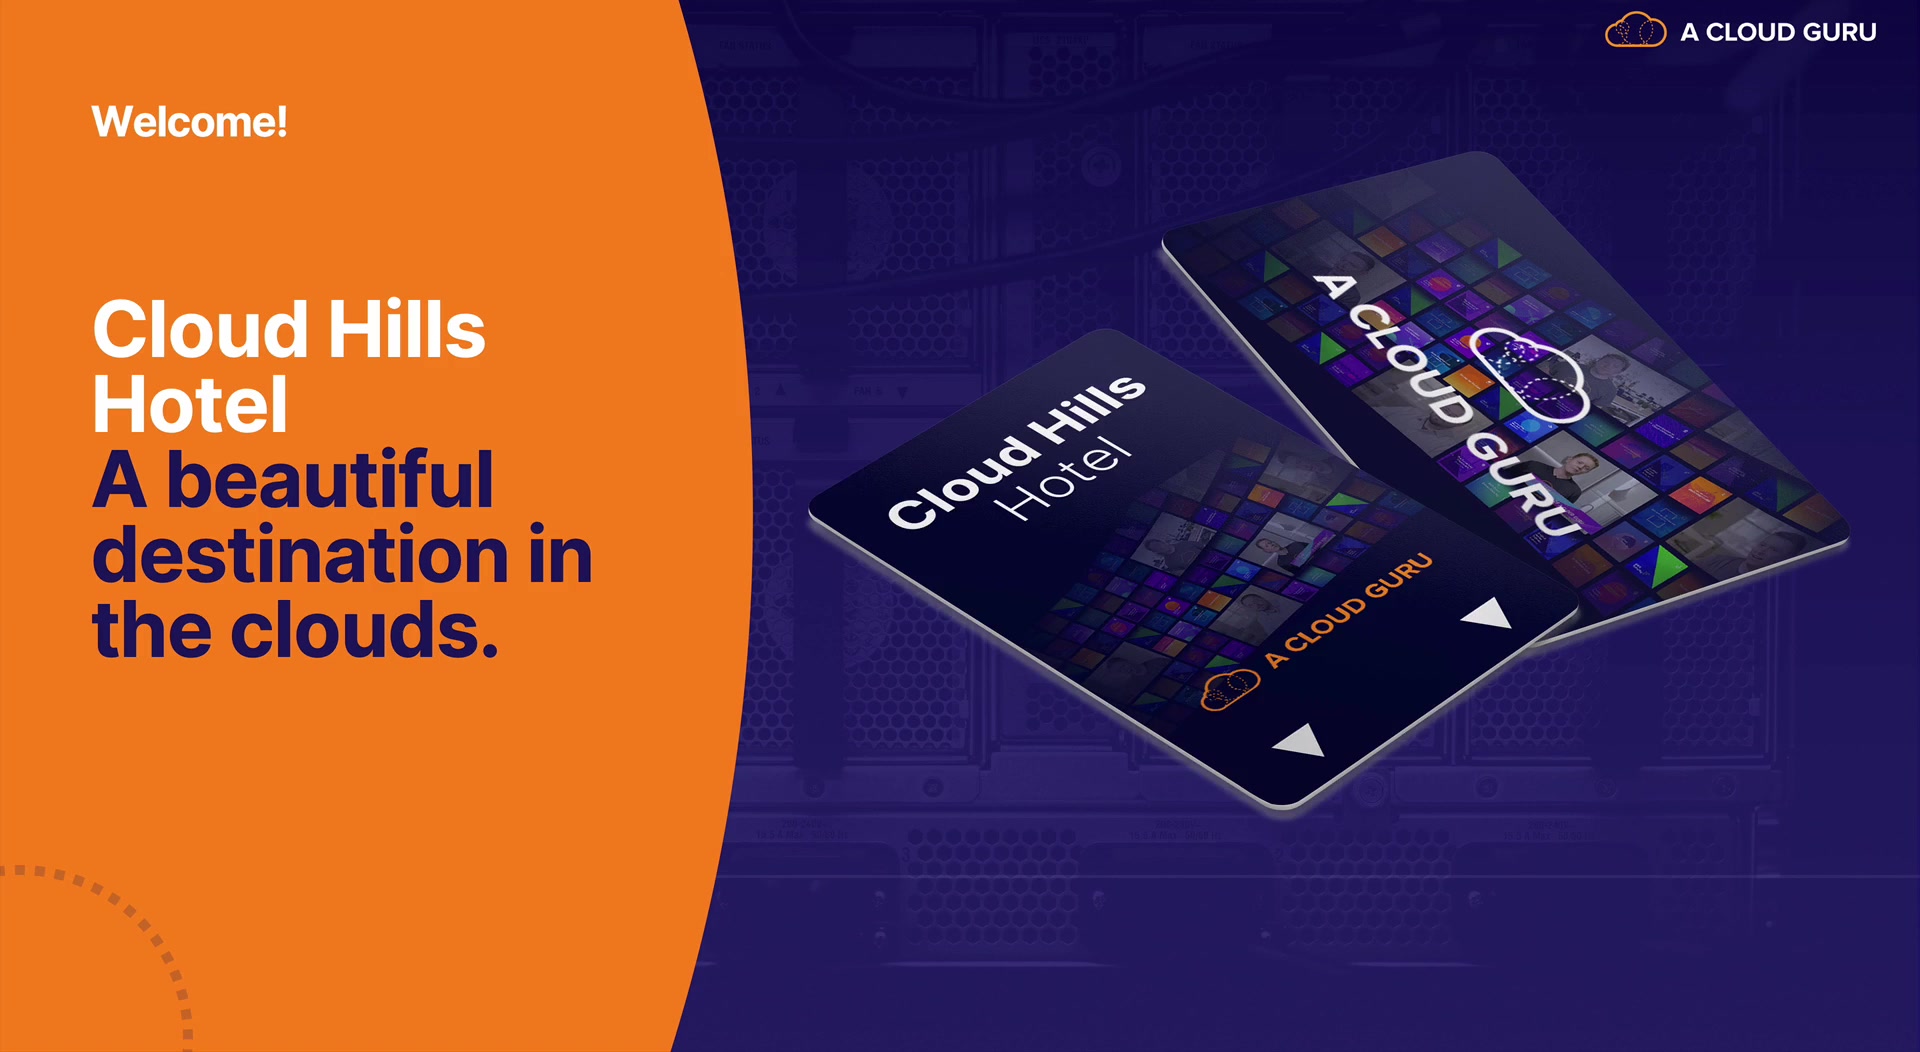 A CLOUD GURU
Welcome!
Cloud Hills
Hotel
A beautiful
destination in
the clouds.
Cloud Hills
Hotel
A CLOUD GURU
A CLOUD GURU